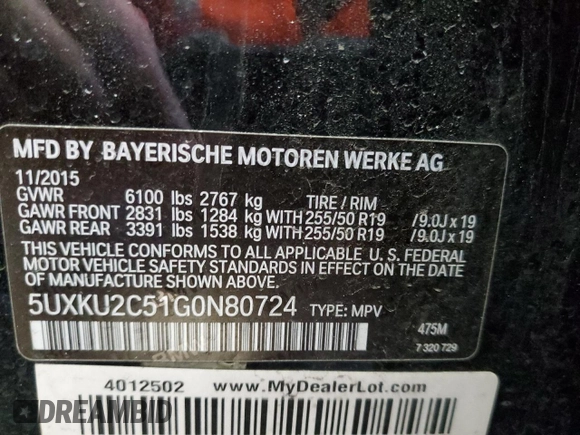 MFD BY BAYERISCHE MOTOREN WERKE AG
11/2015
GVWR 6100 lbs 2767 kg TIRE / RIM
GAWR FRONT 2831 lbs 1284 kg WITH 255/50 R19 /9.0J x 19
GAWR REAR 3391 lbs 1538 kg WITH 255/50 R19 /9.0J x 19
THIS VEHICLE CONFORMS TO ALL APPLICABLE U.S. FEDERAL
MOTOR VEHICLE SAFETY STANDARDS IN EFFECT ON THE DATE
OF MANUFACTURE SHOWN ABOVE.
5UXKU2C51G0N80724 TYPE: MPV
475M
7 320 729
4012502 www.MyDealerLot.com
DREAMBID